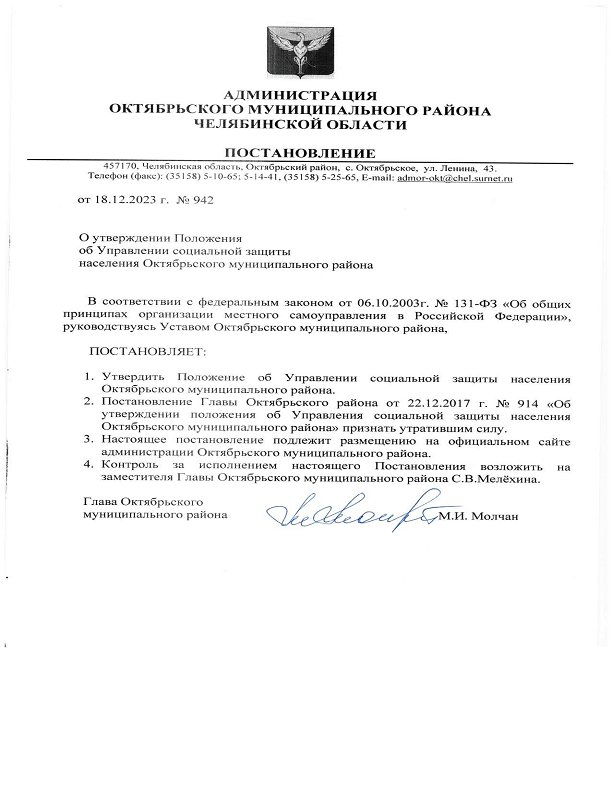 АДМИНИСТРАЦИЯ
ОКТЯБРЬСКОГО МУНИЦИПАЛЬНОГО РАЙОНА
ЧЕЛЯБИНСКОЙ ОБЛАСТИ
ПОСТАНОВЛЕНИЕ
457170, Челябинская область, Октябрьский район, с. Октябрьское, ул. Ленина, 43.
Телефон (факс): (35158) 5-10-65; 5-14-41, (35158) 5-25-65, E-mail: admor-okt@chel.surnet.ru
от 18.12.2023 г. № 942
О утверждении Положения
об Управлении социальной защиты
населения Октябрьского муниципального района
В соответствии с федеральным законом от 06.10.2003г. № 131-ФЗ «Об общих
принципах организации местного самоуправления в Российской Федерации»,
руководствуясь Уставом Октябрьского муниципального района,
ПОСТАНОВЛЯЕТ:
1. Утвердить Положение об Управлении социальной защиты населения
Октябрьского муниципального района.
2. Постановление Главы Октябрьского района от 22.12.2017 г. № 914 «Об
утверждении положения об Управления социальной защиты населения
Октябрьского муниципального района» признать утратившим силу.
3. Настоящее постановление подлежит размещению на официальном сайте
администрации Октябрьского муниципального района.
4. Контроль за исполнением настоящего Постановления возложить на
заместителя Главы Октябрьского муниципального района С.В.Мелёхина.
Глава Октябрьского
муниципального района М.И. Молчан